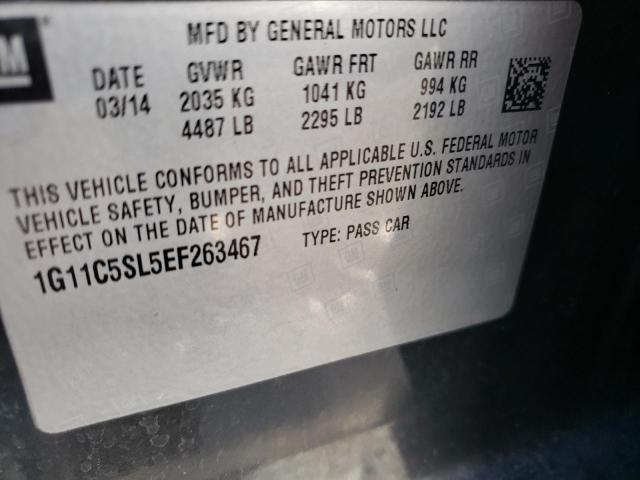 GM
MFD BY GENERAL MOTORS LLC
DATE GVWR GAWR FRT GAWR RR
03/14 2035 KG 1041 KG 994 KG
4487 LB 2295 LB 2192 LB
THIS VEHICLE CONFORMS TO ALL APPLICABLE U.S. FEDERAL MOTOR
VEHICLE SAFETY, BUMPER, AND THEFT PREVENTION STANDARDS IN
EFFECT ON THE DATE OF MANUFACTURE SHOWN ABOVE.
1G11C5SL5EF263467 TYPE: PASS CAR